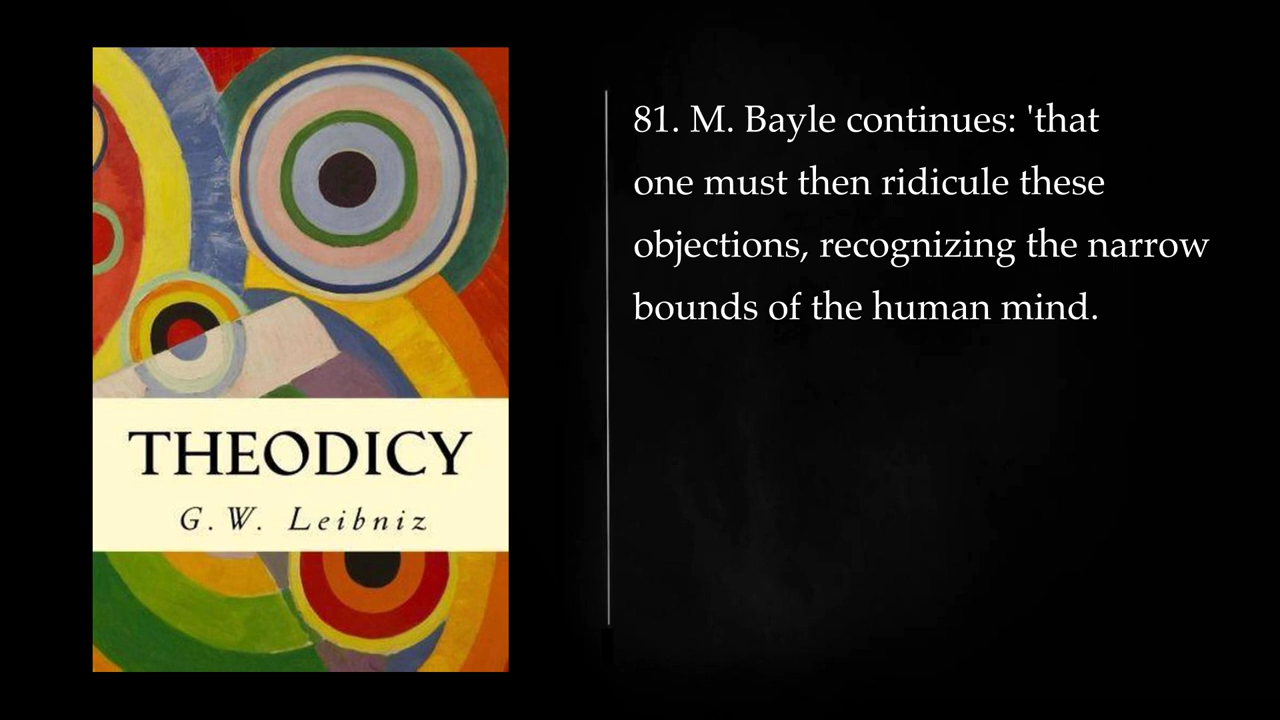 THEODICY
G. W. Leibniz
81. M. Bayle continues: 'that
one must then ridicule these
objections, recognizing the narrow
bounds of the human mind.